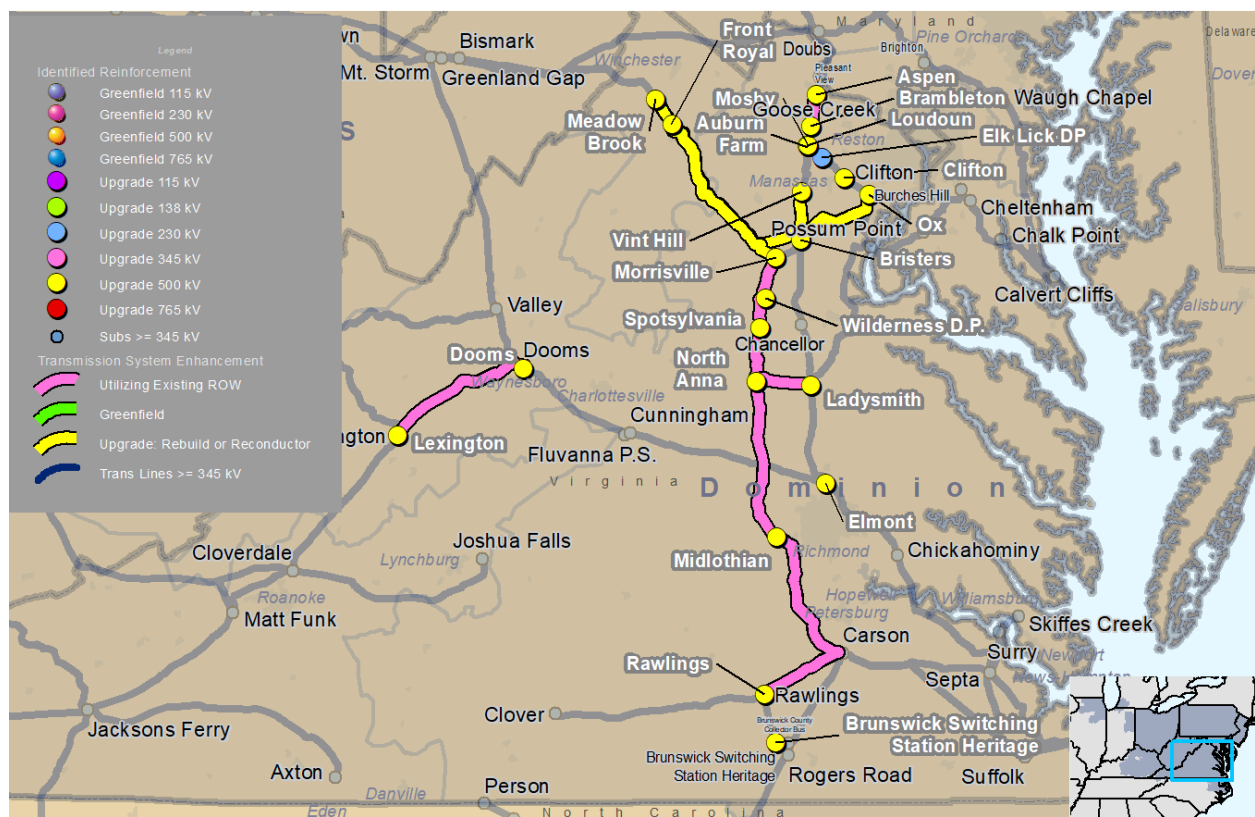 Legend
Identified Reinforcement
Greenfield 115 kV
Greenfield 230 kV
Greenfield 500 kV
Greenfield 765 kV
Upgrade 115 kV
Upgrade 138 kV
Upgrade 230 kV
Upgrade 345 kV
Upgrade 500 kV
Upgrade 765 kV
Subs >= 345 kV
Transmission System Enhancement
Utilizing Existing ROW
Greenfield
Upgrade: Rebuild or Reconductor
Trans Lines >= 345 kV
Maryland
Bismark
Mt. Storm
Greenland Gap
Winchester
Front
Royal
Doubs
Pleasant
View
Brighton
Pine Orchard
Delaware
Dover
Aspen
Meadow
Brook
Mosby
Goose Creek
Brambleton
Waugh Chapel
Auburn
Farm
Loudoun
Reston
Elk Lick DP
Clifton
Clifton
Manassas
Burches Hill
Cheltenham
Ox
Possum Point
Chalk Point
Vint Hill
Bristers
Morrisville
Calvert Cliffs
Salisbury
Valley
Spotsylvania
Wilderness D.P.
Chancellor
Dooms
Dooms
Waynesboro
North
Anna
Charlottesville
Ladysmith
Cunningham
Lexington
Fluvanna P.S.
Virginia
Dominion
Elmont
Joshua Falls
Cloverdale
Lynchburg
Midlothian
Richmond
Chickahominy
Roanoke
Matt Funk
Hopewell
Petersburg
Williamsburg
Skiffes Creek
Carson
Surry
Newport
News-Hampton
Rawlings
Rawlings
Septa
Clover
Jacksons Ferry
Brunswick County
Collector Bus
Brunswick Switching
Station Heritage
Brunswick Switching
Station Heritage
Rogers Road
Suffolk
Axton
Danville
Person
Eden
North Carolina